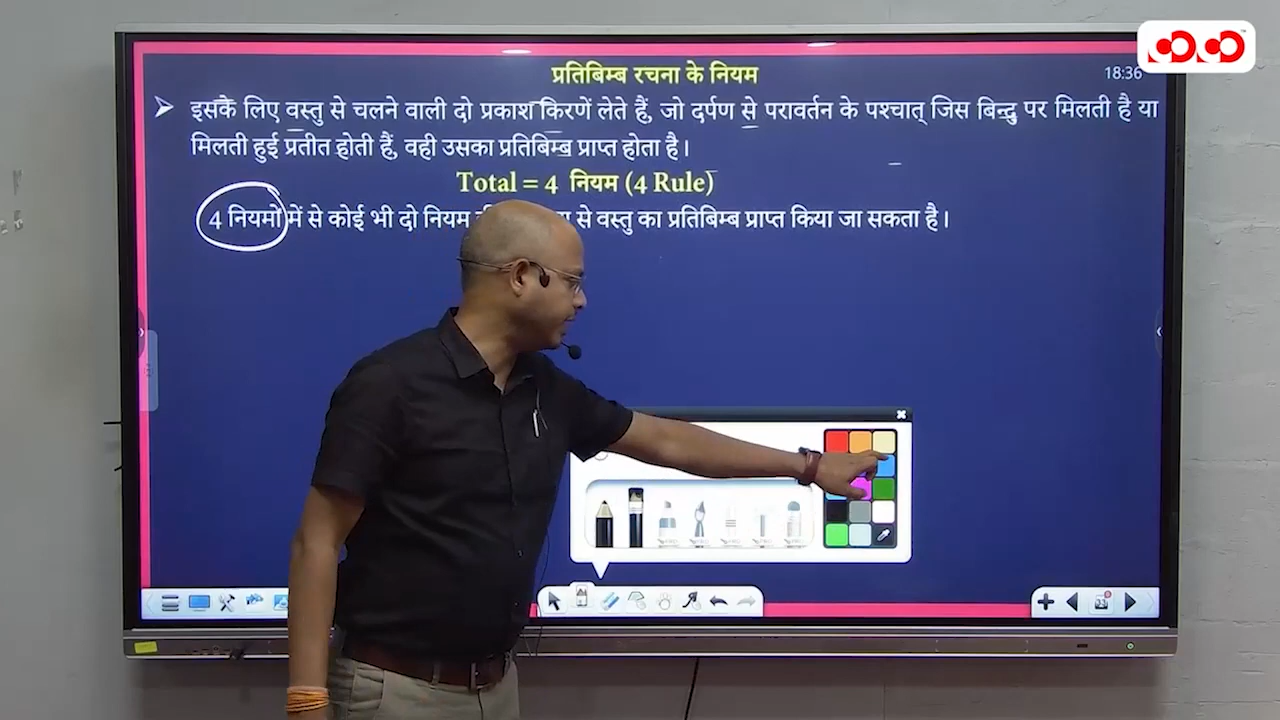 प्रतिबिम्ब रचना के नियम
18:36
इसके लिए वस्तु से चलने वाली दो प्रकाश किरणें लेते हैं, जो दर्पण से परावर्तन के पश्चात् जिस बिन्दु पर मिलती है या
मिलती हुई प्रतीत होती हैं, वही उसका प्रतिबिम्ब प्राप्त होता है।
Total = 4 नियम (4 Rule)
4 नियमों में से कोई भी दो नियम से वस्तु का प्रतिबिम्ब प्राप्त किया जा सकता है।